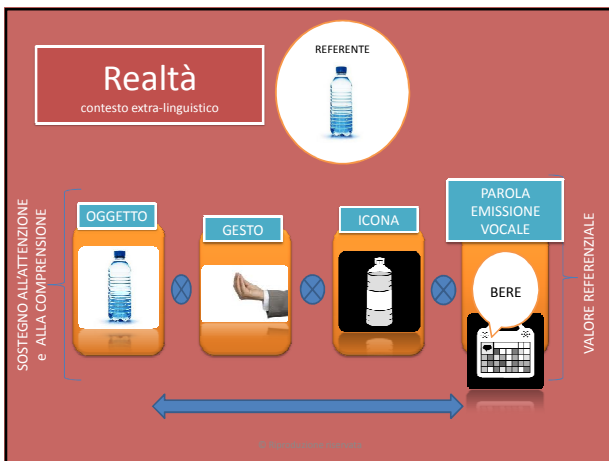 Realtà
contesto extra-linguistico
REFERENTE
SOSTEGNO ALL'ATTENZIONE
e ALLA COMPRENSIONE
OGGETTO
GESTO
ICONA
PAROLA
EMISSIONE
VOCALE
BERE
VALORE REFERENZIALE